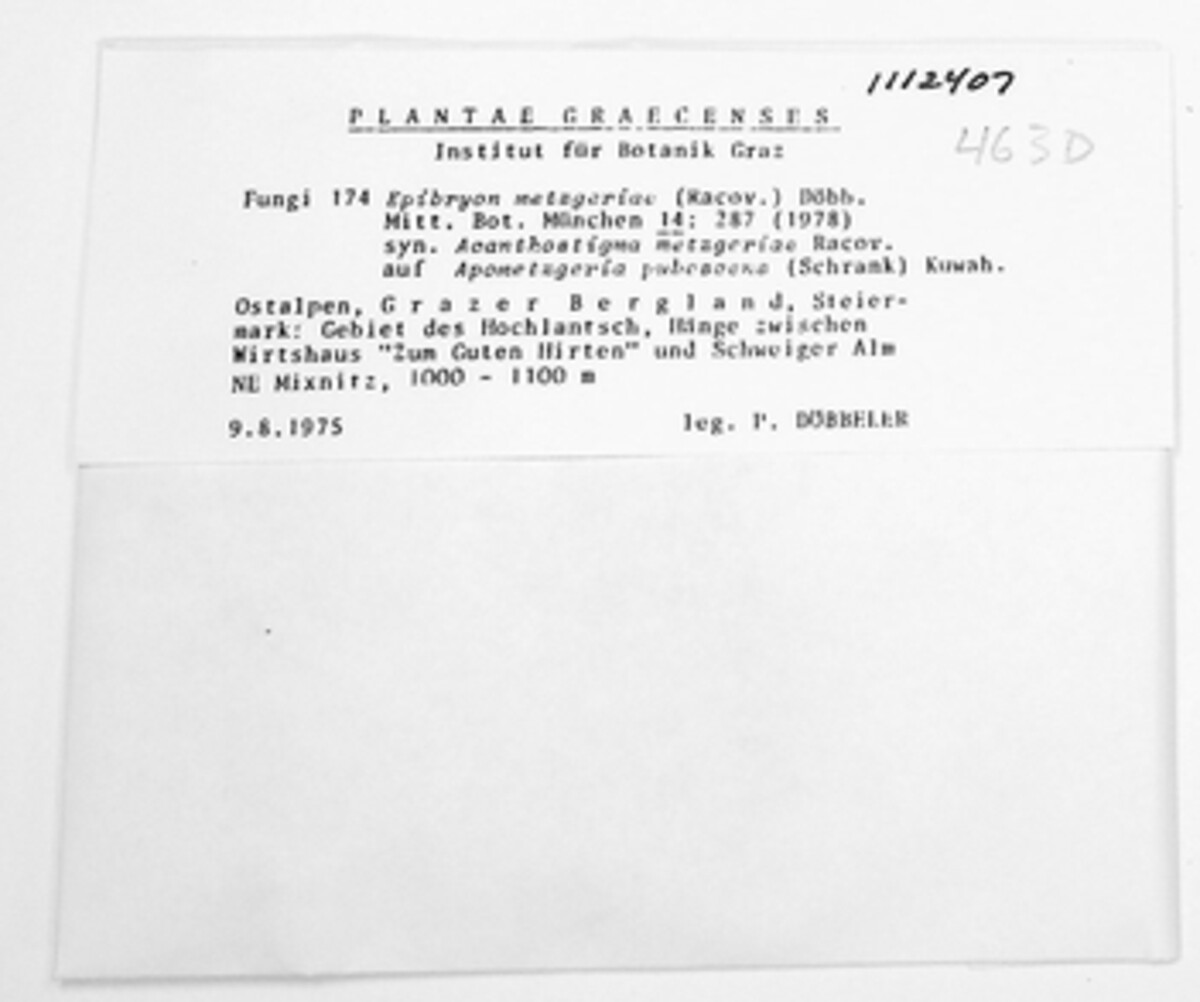 1112407
PLANTAE GRAECENSES
463D
Institut für Botanik Graz
Fungi 174 Epibryon metzgeriae (Racov.) Döbb.
Mitt. Bot. München 14: 287 (1978)
syn. Acanthostigma metzgeriae Racov.
auf Apometzgeria pubescens (Schrank) Kuwah.
Ostalpen, Grazer Bergland, Steier-
mark: Gebiet des Hochlantsch, Hänge zwischen
Wirtshaus "Zum Guten Hirten" und Schweiger Alm
NE Mixnitz, 1000 - 1100 m
9.8.1975 leg. P. DÖBBELER